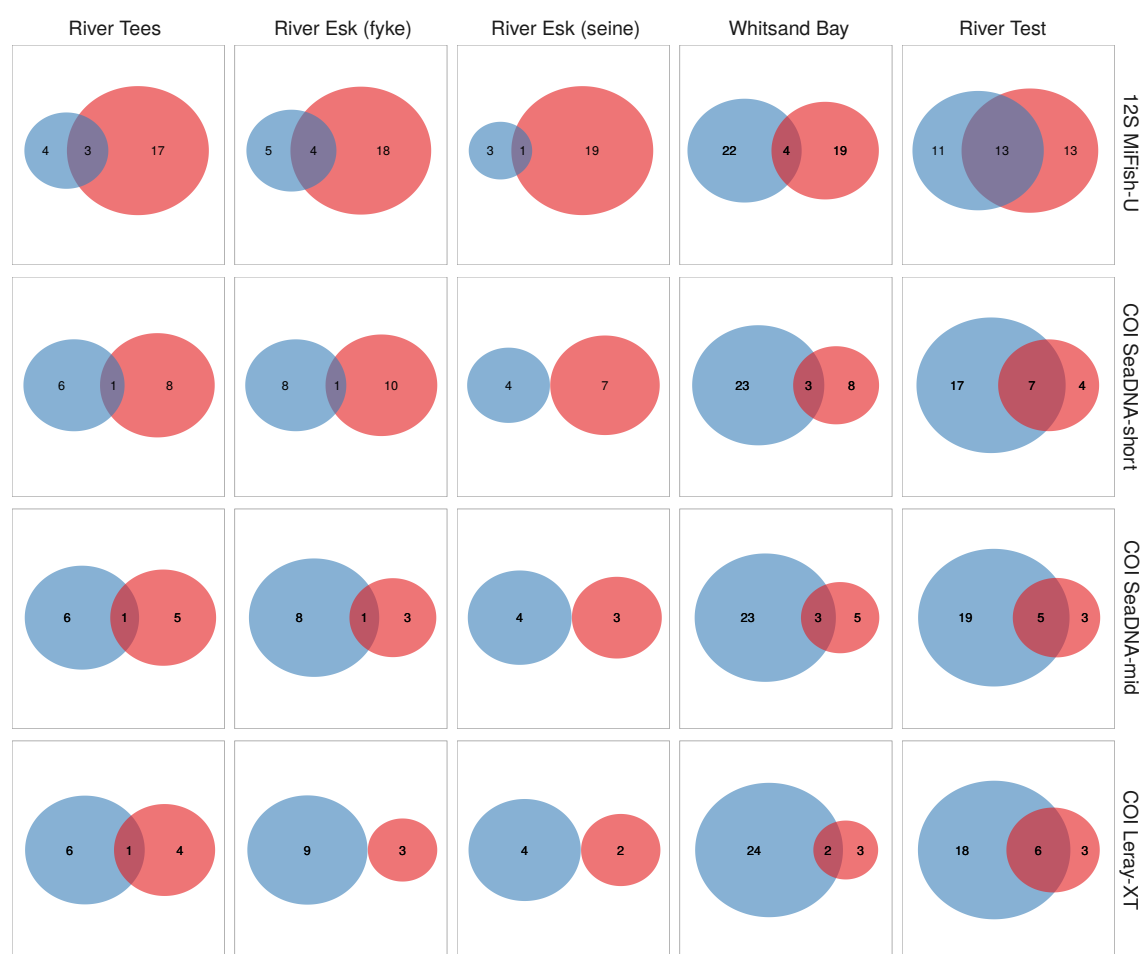 River Tees River Esk (fyke) River Esk (seine) Whitsand Bay River Test
4 3 17 5 4 18 3 1 19 22 4 19 11 13 13
12S MiFish-U
6 1 8 8 1 10 4 7 23 3 8 17 7 4
COI SeaDNA-short
6 1 5 8 1 3 4 3 23 3 5 19 5 3
COI SeaDNA-mid
6 1 4 9 3 4 2 24 2 3 18 6 3
COI Leray-XT